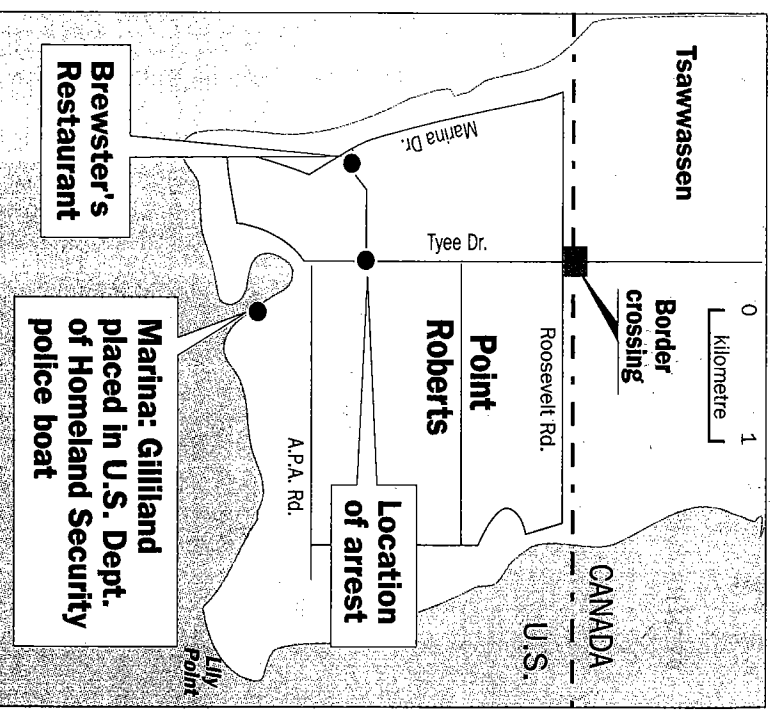 Tsawwassen
0 1
kilometre
Border
crossing
CANADA
U.S.
Roosevelt Rd.
Marina Dr.
Tyee Dr.
Point
Roberts
Location
of arrest
A.P.A. Rd.
Brewster's
Restaurant
Marina: Gilliland
placed in U.S. Dept.
of Homeland Security
police boat
Lily
Point